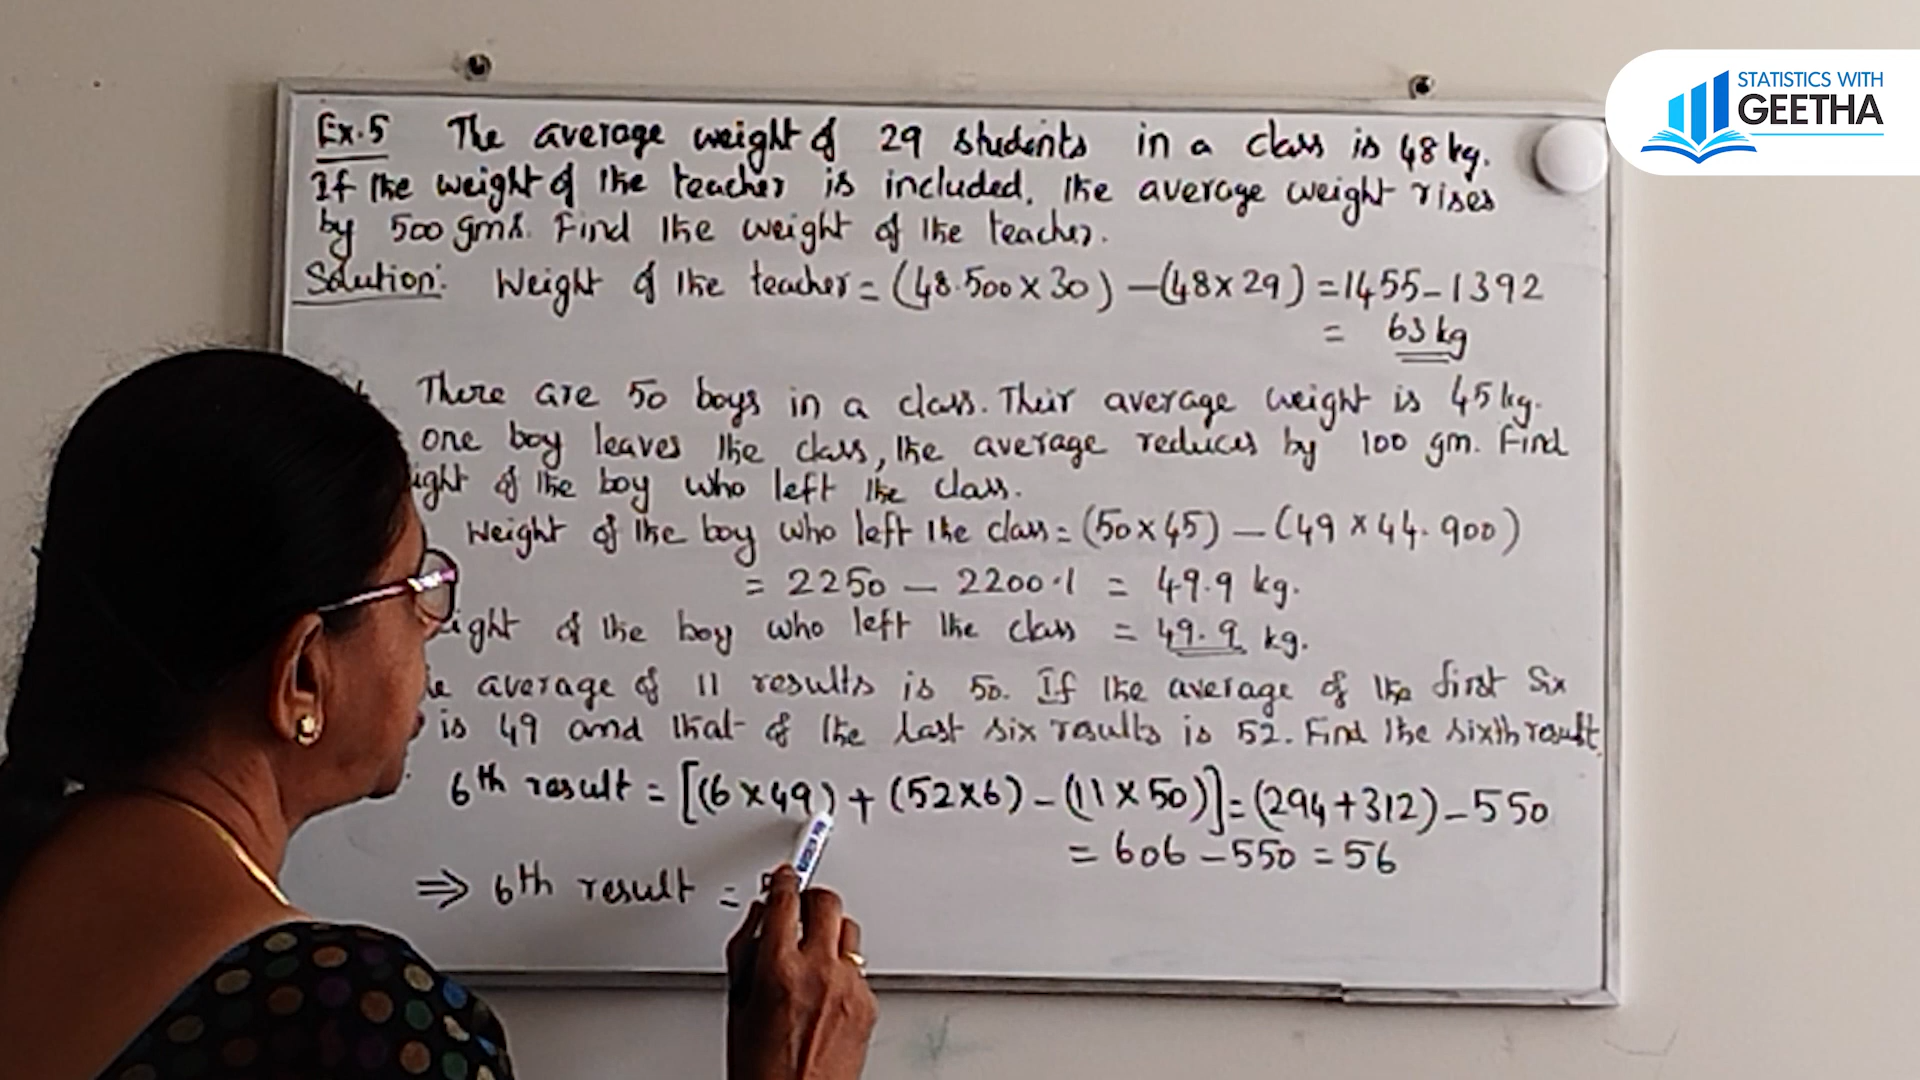 STATISTICS WITH
GEETHA
Ex.5 The average weight of 29 students in a class is 48 kg.
If the weight of the teacher is included, the average weight rises
by 500 gms. Find the weight of the teacher.
Solution: Weight of the teacher = (48.500 × 30) – (48 × 29) = 1455 – 1392
= 63 kg
There are 50 boys in a class. Their average weight is 45 kg.
one boy leaves the class, the average reduces by 100 gm. Find
of the boy who left the class.
Weight of the boy who left the class = (50 × 45) – (49 × 44.900)
= 2250 – 2200.1 = 49.9 kg.
of the boy who left the class = 49.9 kg.
average of 11 results is 50. If the average of the first six
is 49 and that of the last six results is 52. Find the sixth result.
6th result = [(6 × 49) + (52 × 6) – (11 × 50)] = (294 + 312) – 550
= 606 – 550 = 56
⇒ 6th result =